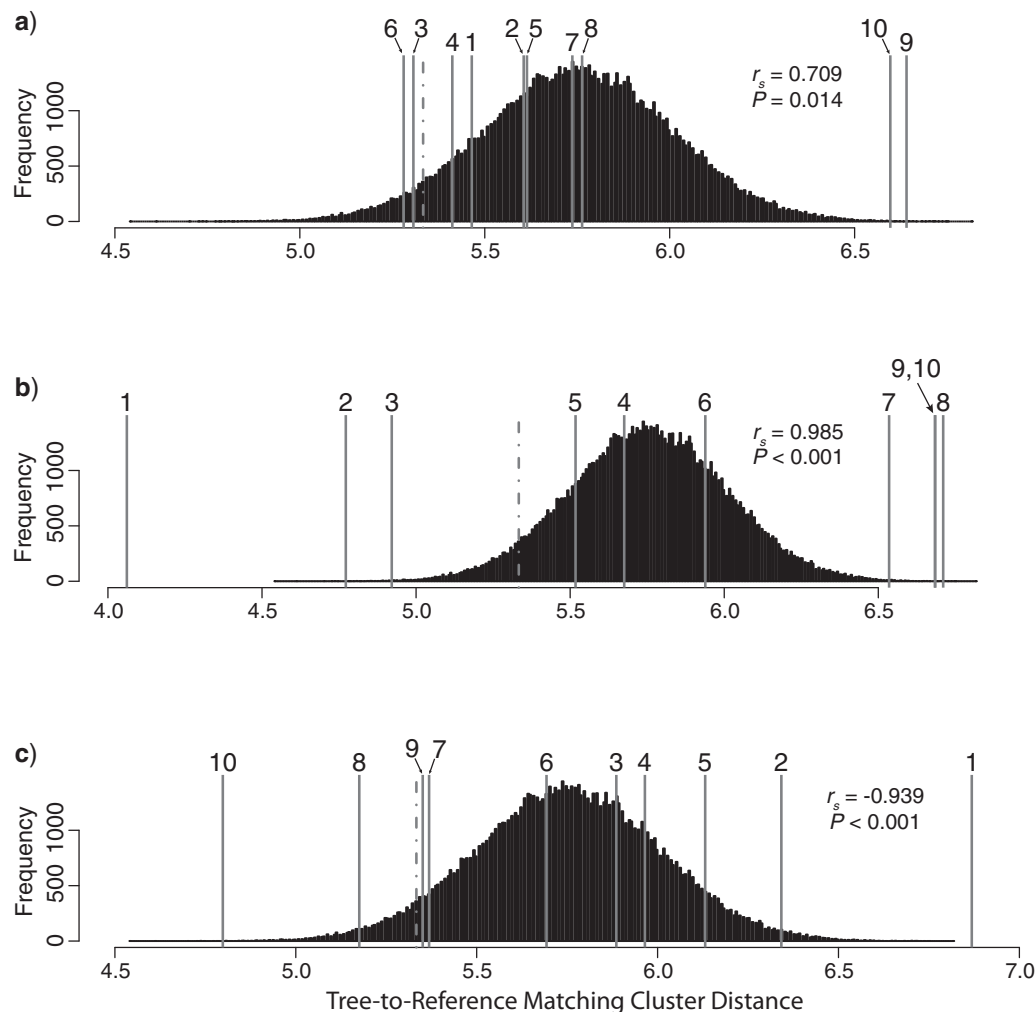 a)
6 3 4 1 2 5 7 8 10 9
r_s = 0.709
P = 0.014
Frequency
0 500 1000
4.5 5.0 5.5 6.0 6.5
b)
9,10
1 2 3 5 4 6 7 8
r_s = 0.985
P < 0.001
Frequency
0 500 1000
4.0 4.5 5.0 5.5 6.0 6.5
c)
10 8 9 7 6 3 4 5 2 1
r_s = -0.939
P < 0.001
Frequency
0 500 1000
4.5 5.0 5.5 6.0 6.5 7.0
Tree-to-Reference Matching Cluster Distance